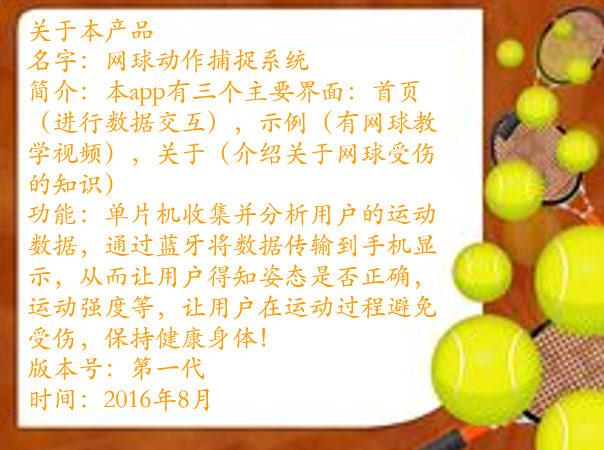 关于本产品
名字：网球动作捕捉系统
简介：本app有三个主要界面：首页
（进行数据交互），示例（有网球教
学视频），关于（介绍关于网球受伤
的知识）
功能：单片机收集并分析用户的运动
数据，通过蓝牙将数据传输到手机显
示，从而让用户得知姿态是否正确，
运动强度等，让用户在运动过程避免
受伤，保持健康身体！
版本号：第一代
时间：2016年8月